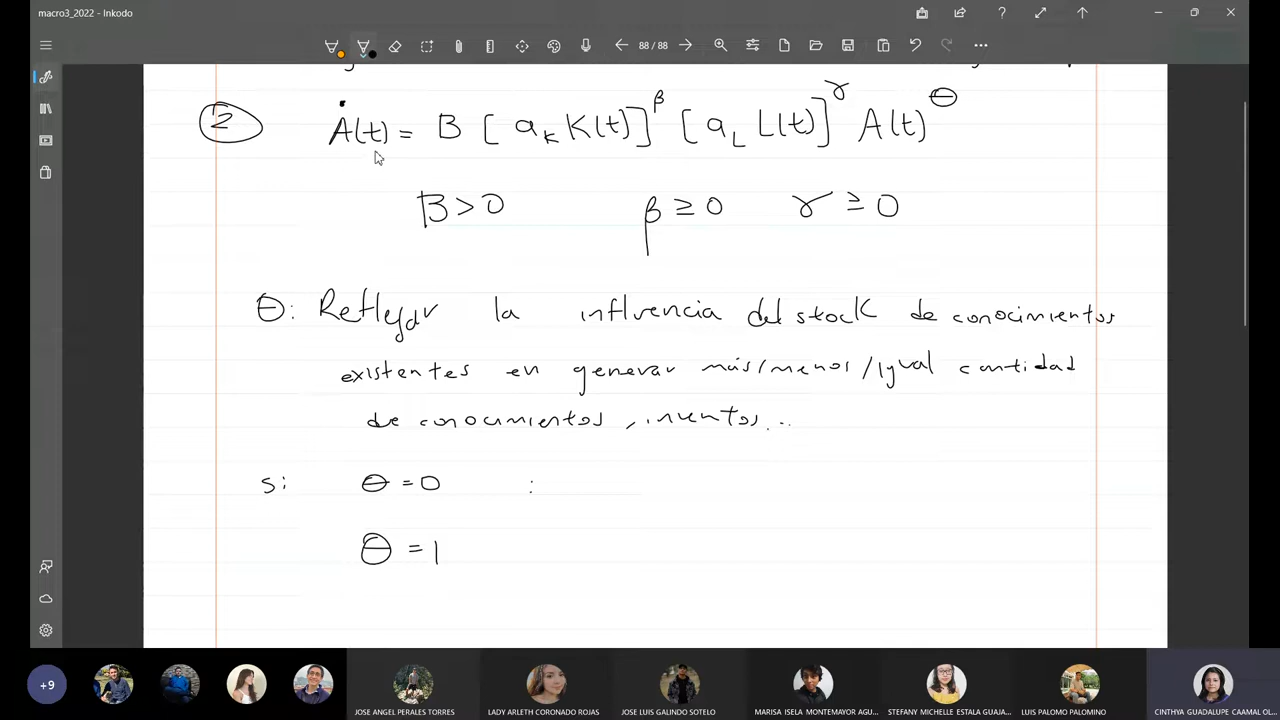 macro3_2022 - Inkodo
88 / 88
2 Ȧ(t) = B [ a_K K(t)]^β [ a_L L(t)]^γ A(t)^θ
B > 0 β ≥ 0 γ ≥ 0
θ: Reflejar la influencia del stock de conocimientos
existentes en generar más/menos/igual cantidad
de conocimientos, inventos...
si θ = 0 :
θ = 1
+9
JOSE ANGEL PERALES TORRES
LADY ARLETH CORONADO ROJAS
JOSE LUIS GALINDO SOTELO
MARISA ISELA MONTEMAYOR AGU...
STEFANY MICHELLE ESTALA GUAJA...
LUIS PALOMO PALOMINO
CINTHYA GUADALUPE CAAMAL OL...